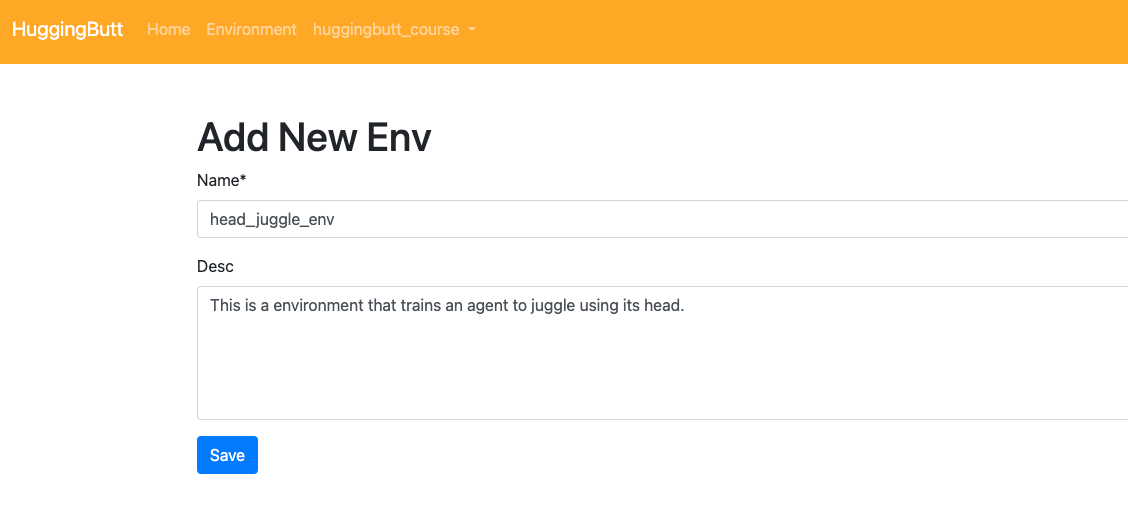 HuggingButt Home Environment huggingbutt_course
Add New Env
Name*
head_juggle_env
Desc
This is a environment that trains an agent to juggle using its head.
Save